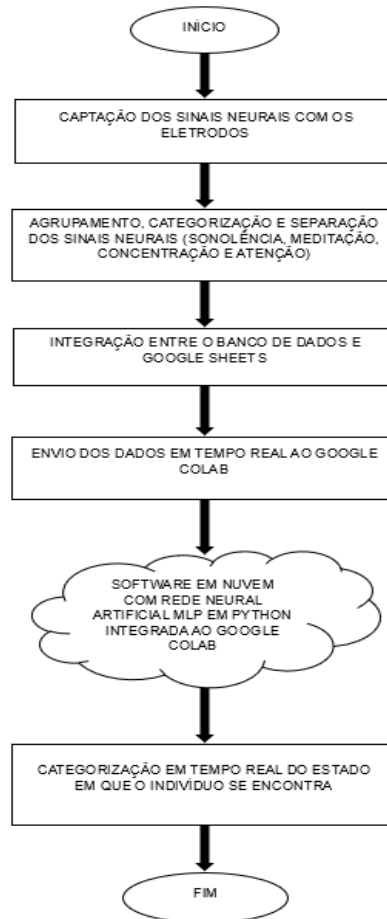 INÍCIO
CAPTAÇÃO DOS SINAIS NEURAIS COM OS
ELETRODOS
AGRUPAMENTO, CATEGORIZAÇÃO E SEPARAÇÃO
DOS SINAIS NEURAIS (SONOLÊNCIA, MEDITAÇÃO,
CONCENTRAÇÃO E ATENÇÃO)
INTEGRAÇÃO ENTRE O BANCO DE DADOS E
GOOGLE SHEETS
ENVIO DOS DADOS EM TEMPO REAL AO GOOGLE
COLAB
SOFTWARE EM NUVEM
COM REDE NEURAL
ARTIFICIAL MLP EM PYTHON
INTEGRADA AO GOOGLE
COLAB
CATEGORIZAÇÃO EM TEMPO REAL DO ESTADO
EM QUE O INDIVÍDUO SE ENCONTRA
FIM